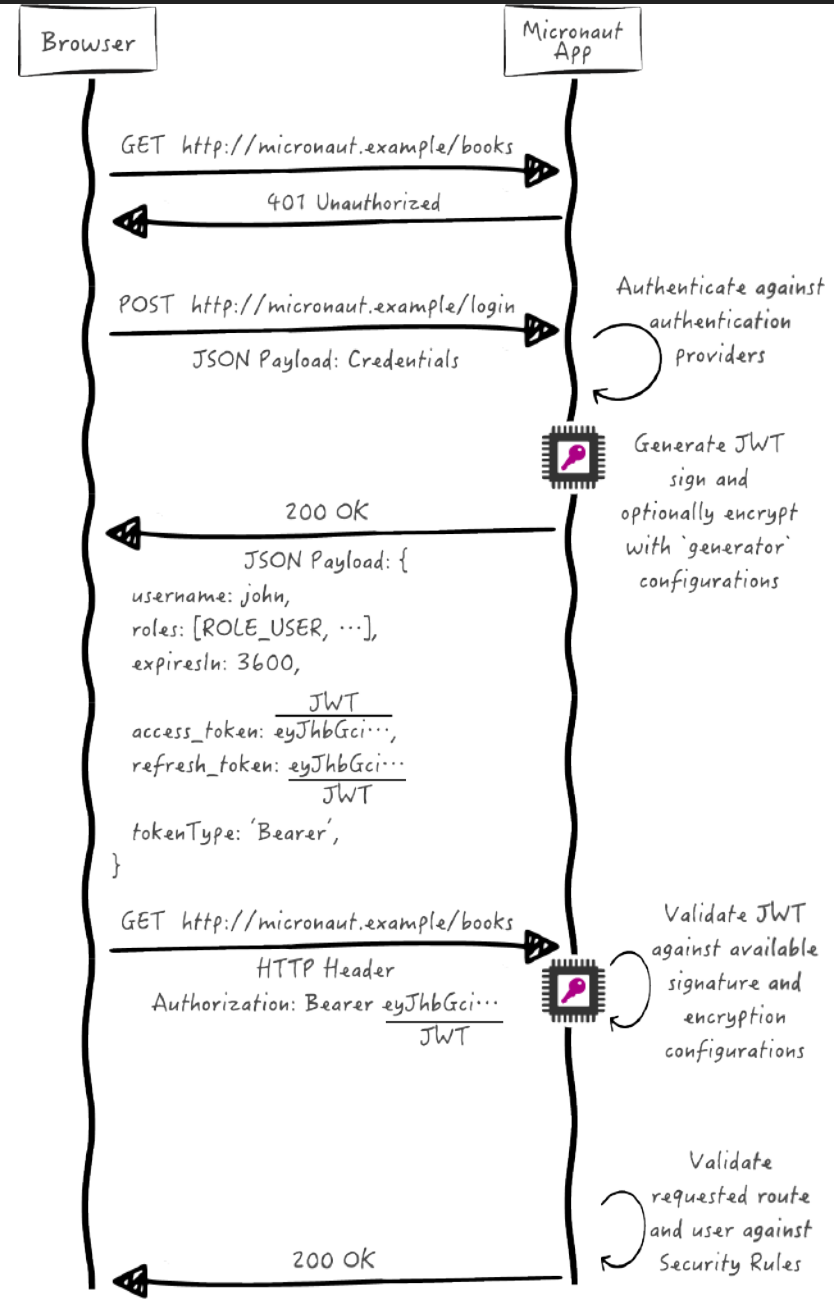 Browser
Micronaut
App
GET http://micronaut.example/books
401 Unauthorized
POST http://micronaut.example/login
JSON Payload: Credentials
Authenticate against
authentication
providers
Generate JWT
sign and
optionally encrypt
with `generator`
configurations
200 OK
JSON Payload: {
username: john,
roles: [ROLE_USER, ...],
expiresIn: 3600,
JWT
access_token: eyJhbGci...,
refresh_token: eyJhbGci...
JWT
tokenType: 'Bearer',
}
GET http://micronaut.example/books
HTTP Header
Authorization: Bearer eyJhbGci...
JWT
Validate JWT
against available
signature and
encryption
configurations
Validate
requested route
and user against
Security Rules
200 OK